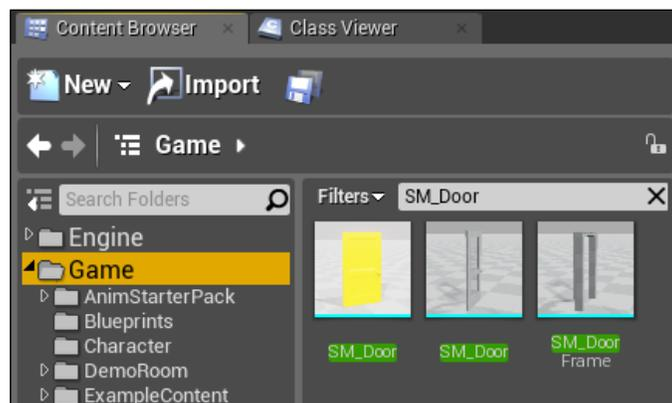 Content Browser
Class Viewer
New
Import
Game
Search Folders
Filters
SM_Door
Engine
Game
AnimStarterPack
Blueprints
Character
DemoRoom
ExampleContent
SM_Door
SM_Door
SM_Door
Frame